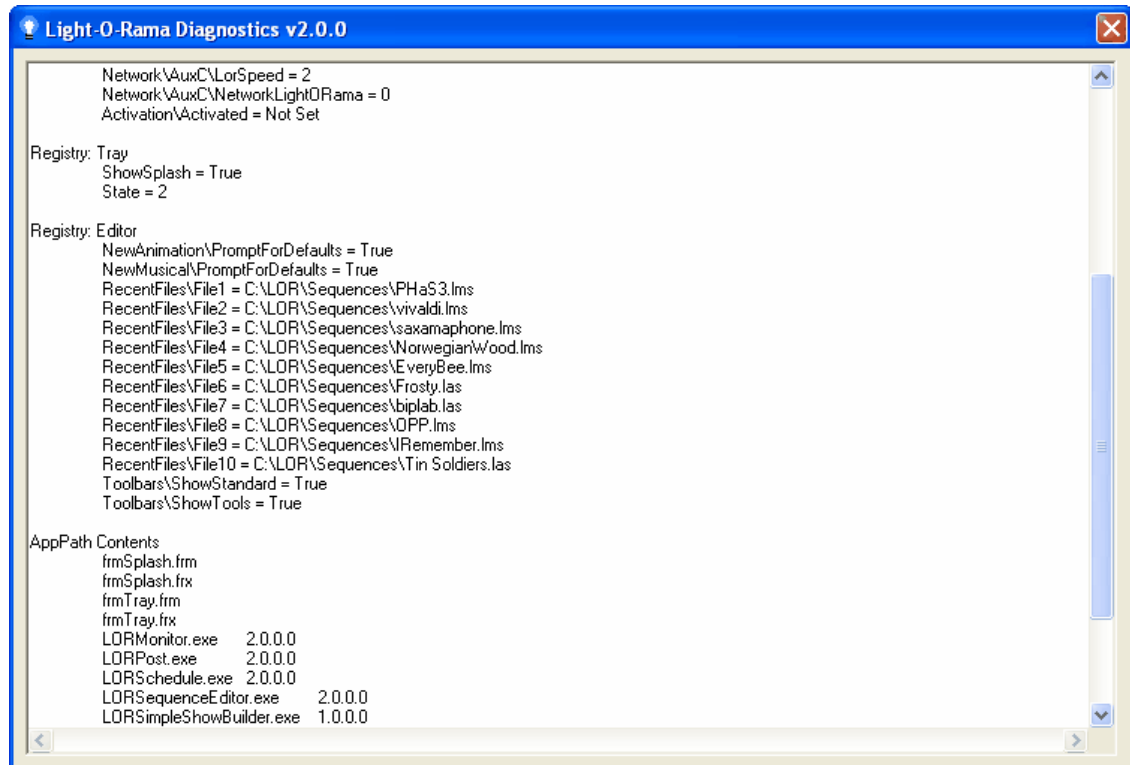 Light-O-Rama Diagnostics v2.0.0
Network\AuxC\LorSpeed = 2
Network\AuxC\NetworkLightORama = 0
Activation\Activated = Not Set
Registry: Tray
ShowSplash = True
State = 2
Registry: Editor
NewAnimation\PromptForDefaults = True
NewMusical\PromptForDefaults = True
RecentFiles\File1 = C:\LOR\Sequences\PHaS3.lms
RecentFiles\File2 = C:\LOR\Sequences\vivaldi.lms
RecentFiles\File3 = C:\LOR\Sequences\saxamaphone.lms
RecentFiles\File4 = C:\LOR\Sequences\NorwegianWood.lms
RecentFiles\File5 = C:\LOR\Sequences\EveryBee.lms
RecentFiles\File6 = C:\LOR\Sequences\Frosty.las
RecentFiles\File7 = C:\LOR\Sequences\biplab.las
RecentFiles\File8 = C:\LOR\Sequences\OPP.lms
RecentFiles\File9 = C:\LOR\Sequences\IRemember.lms
RecentFiles\File10 = C:\LOR\Sequences\Tin Soldiers.las
Toolbars\ShowStandard = True
Toolbars\ShowTools = True
AppPath Contents
frmSplash.frm
frmSplash.frx
frmTray.frm
frmTray.frx
LORMonitor.exe 2.0.0.0
LORPost.exe 2.0.0.0
LORSchedule.exe 2.0.0.0
LORSequenceEditor.exe 2.0.0.0
LORSimpleShowBuilder.exe 1.0.0.0